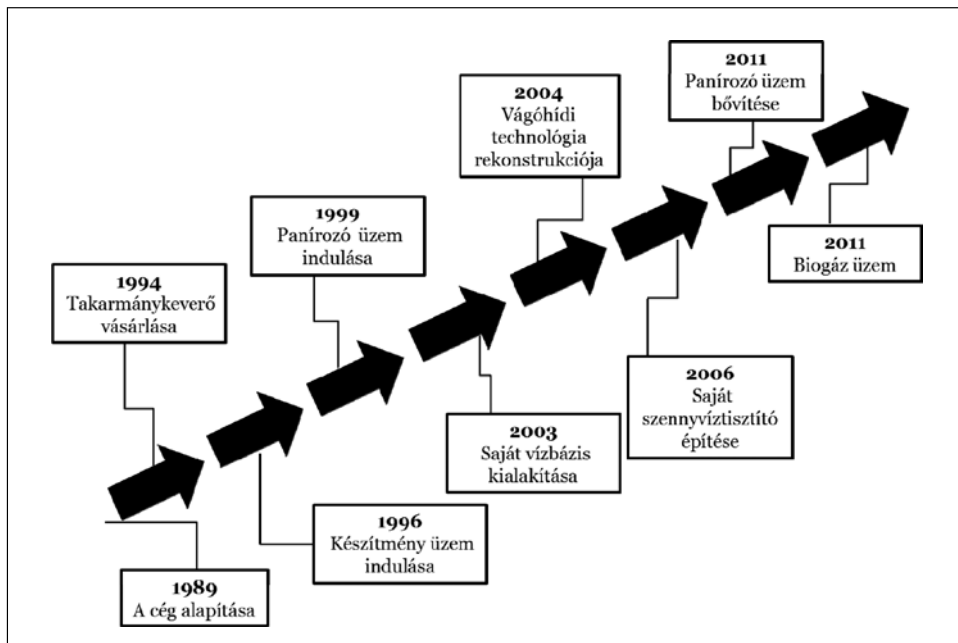 2011
Panírozó üzem
bővítése
2004
Vágóhídi
technológia
rekonstrukciója
1999
Panírozó üzem
indulása
2011
Biogáz üzem
1994
Takarmánykeverő
vásárlása
2006
Saját
szennyvíztisztító
építése
2003
Saját vízbázis
kialakítása
1996
Készítmény üzem
indulása
1989
A cég alapítása